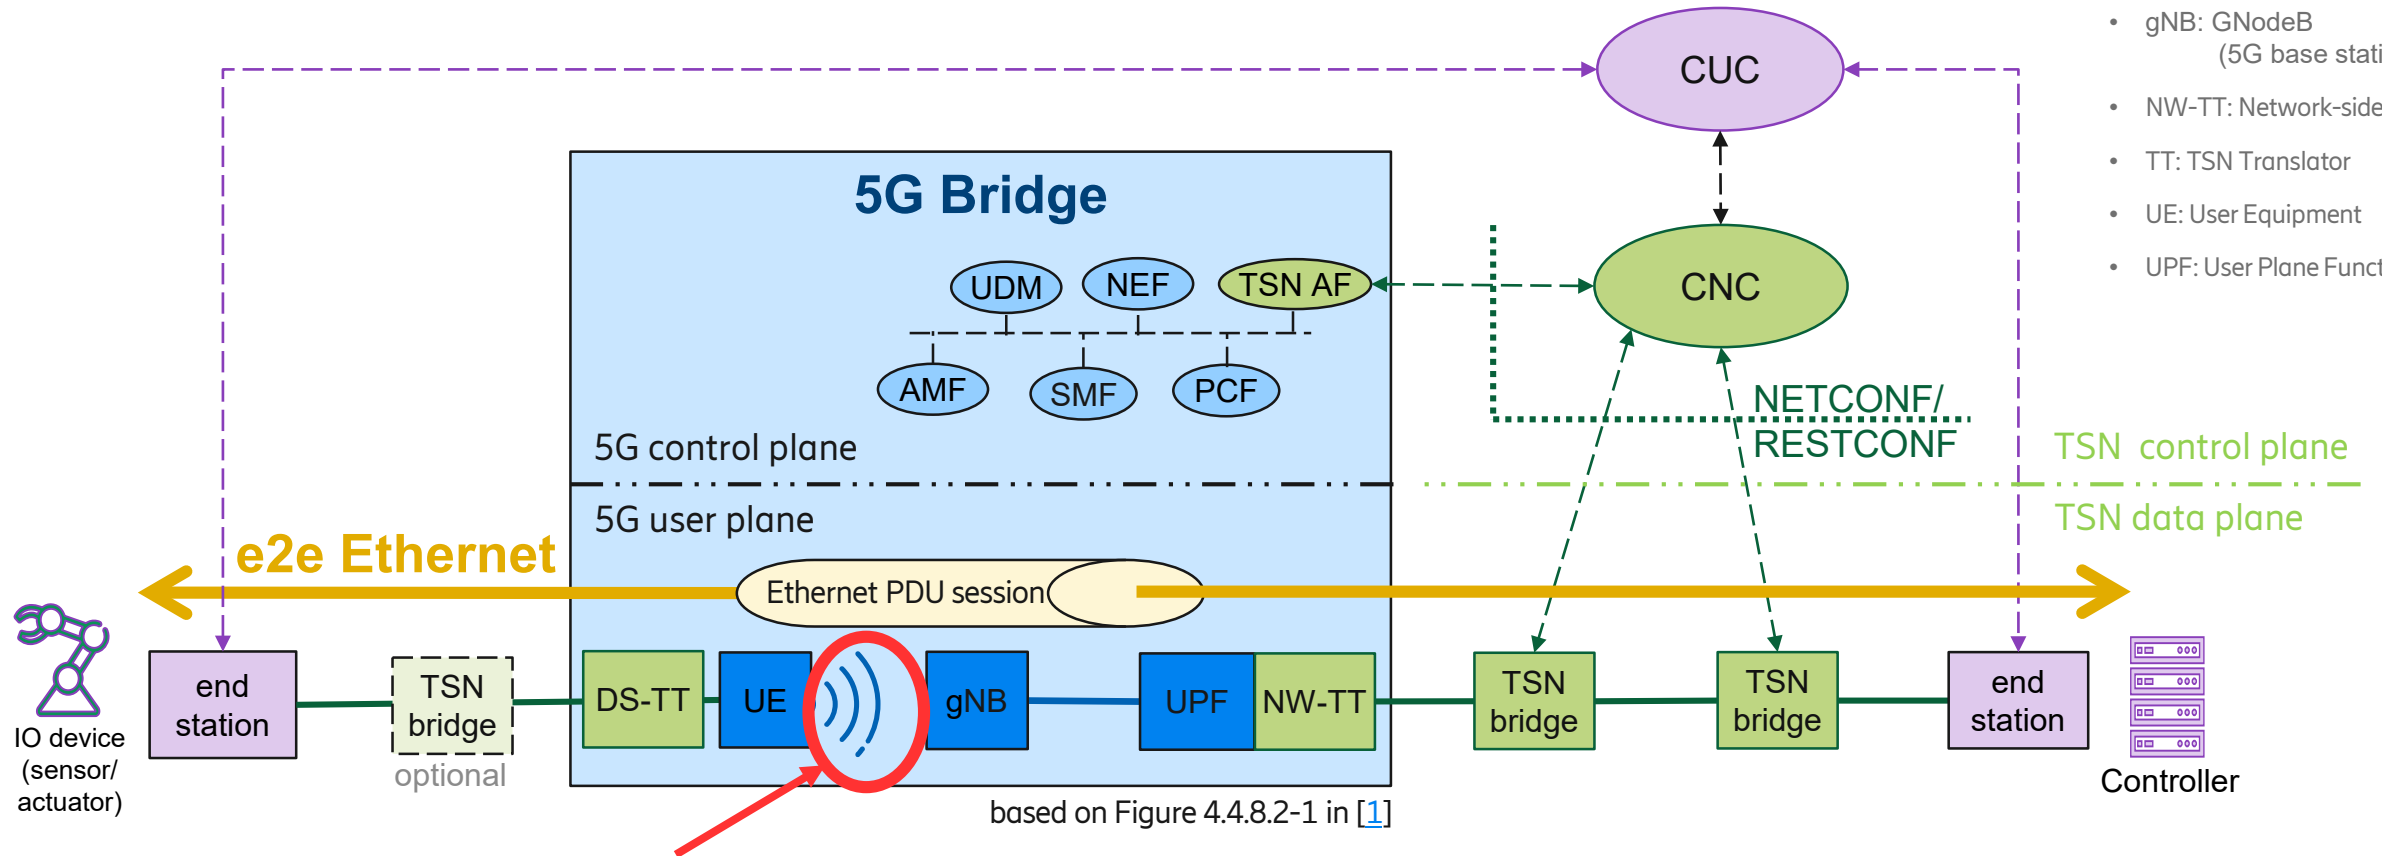 • gNB: GNodeB
(5G base stati
• NW-TT: Network-side
• TT: TSN Translator
• UE: User Equipment
• UPF: User Plane Funct
CUC
5G Bridge
UDM
NEF
TSN AF
CNC
AMF
SMF
PCF
NETCONF/
RESTCONF
5G control plane
TSN control plane
5G user plane
TSN data plane
e2e Ethernet
Ethernet PDU session
end
station
TSN
bridge
optional
DS-TT
UE
gNB
UPF
NW-TT
TSN
bridge
TSN
bridge
end
station
IO device
(sensor/
actuator)
Controller
based on Figure 4.4.8.2-1 in [1]